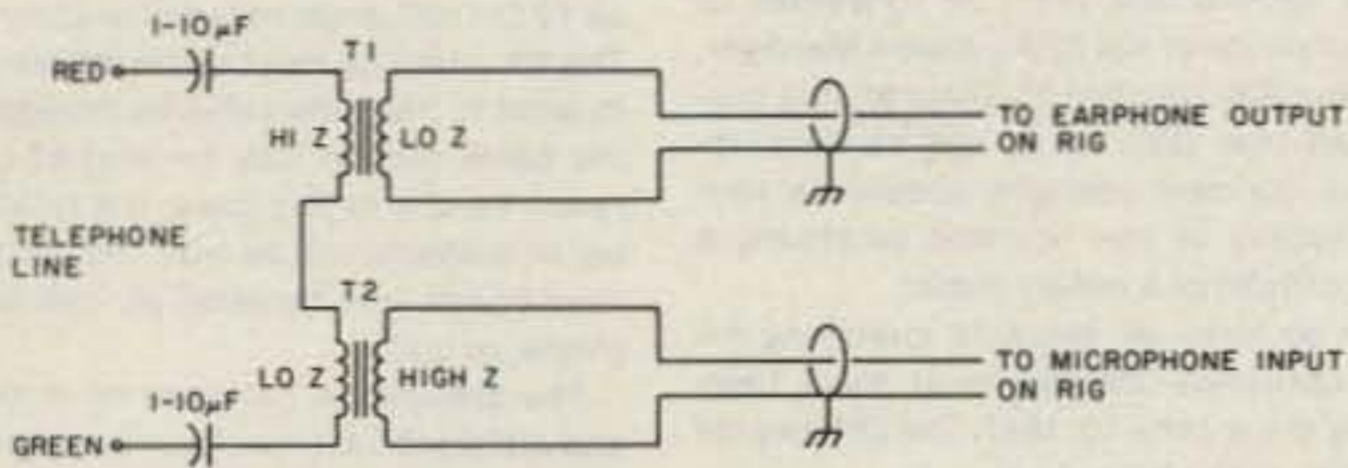 1-10µF
T1
RED
HI Z
LO Z
TO EARPHONE OUTPUT
ON RIG
TELEPHONE
LINE
T2
LO Z
HIGH Z
TO MICROPHONE INPUT
ON RIG
1-10µF
GREEN